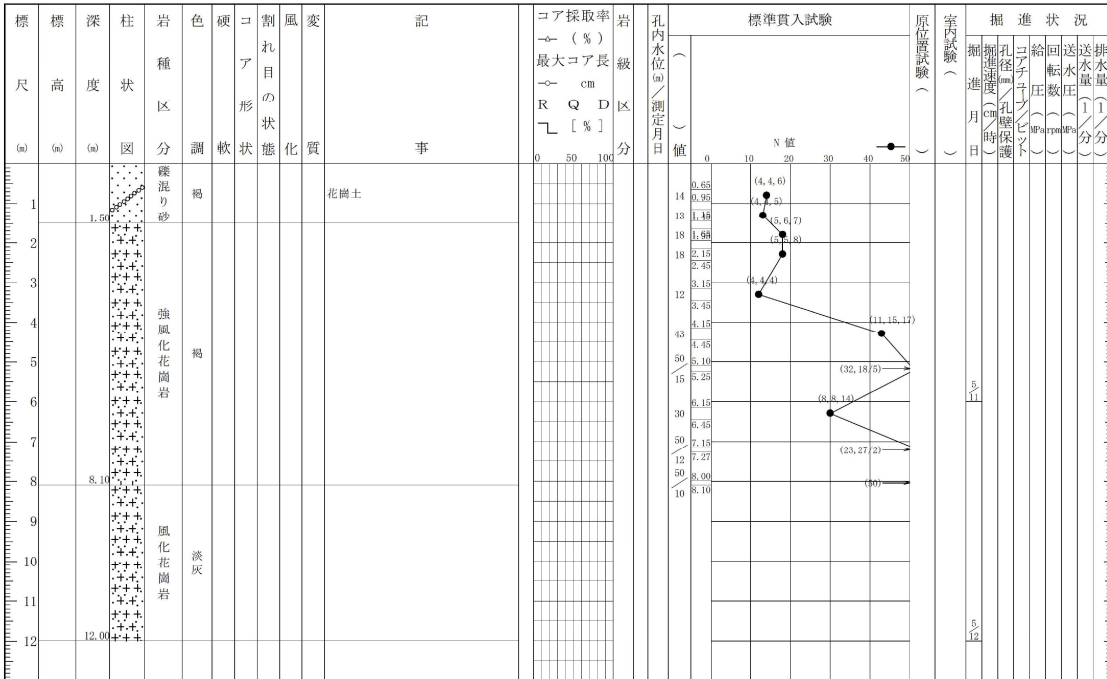 標尺(m)
標高(m)
深度(m)
柱状図
岩種区分
色調
硬軟
コア形状
割れ目の状態
風化
変質
記事
コア採取率
(%)
最大コア長
cm
R Q D
[%]
0 50 100
岩級区分
孔内水位(m)/測定月日
標準貫入試験
( )値
N 値
0 10 20 30 40 50
原位置試験( )
室内試験( )
掘進状況
掘進月日
掘進速度(cm/時)
孔径(mm)/孔壁保護
コアチューブ/ビット
給圧(MPa)
回転数(rpm)
送水圧(MPa)
送水量(l/分)
排水量(l/分)
1
2
3
4
5
6
7
8
9
10
11
12
1.50
8.10
12.00
礫混り砂
褐
花崗土
強風化花崗岩
褐
風化花崗岩
淡灰
14 0.65 0.95 (4, 4, 6)
13 1.15
18 1.65 (5, 6, 7)
18 2.15 2.45 (5, 5, 8)
12 3.15 3.45 (4, 4, 4)
43 4.15 4.45 (11, 15, 17)
50/15 5.10 5.25 (32, 18/5)
30 6.15 6.45 (8, 8, 14)
50/12 7.15 7.27 (23, 27/2)
50/10 8.00 8.10 (50)
5/11
5/12